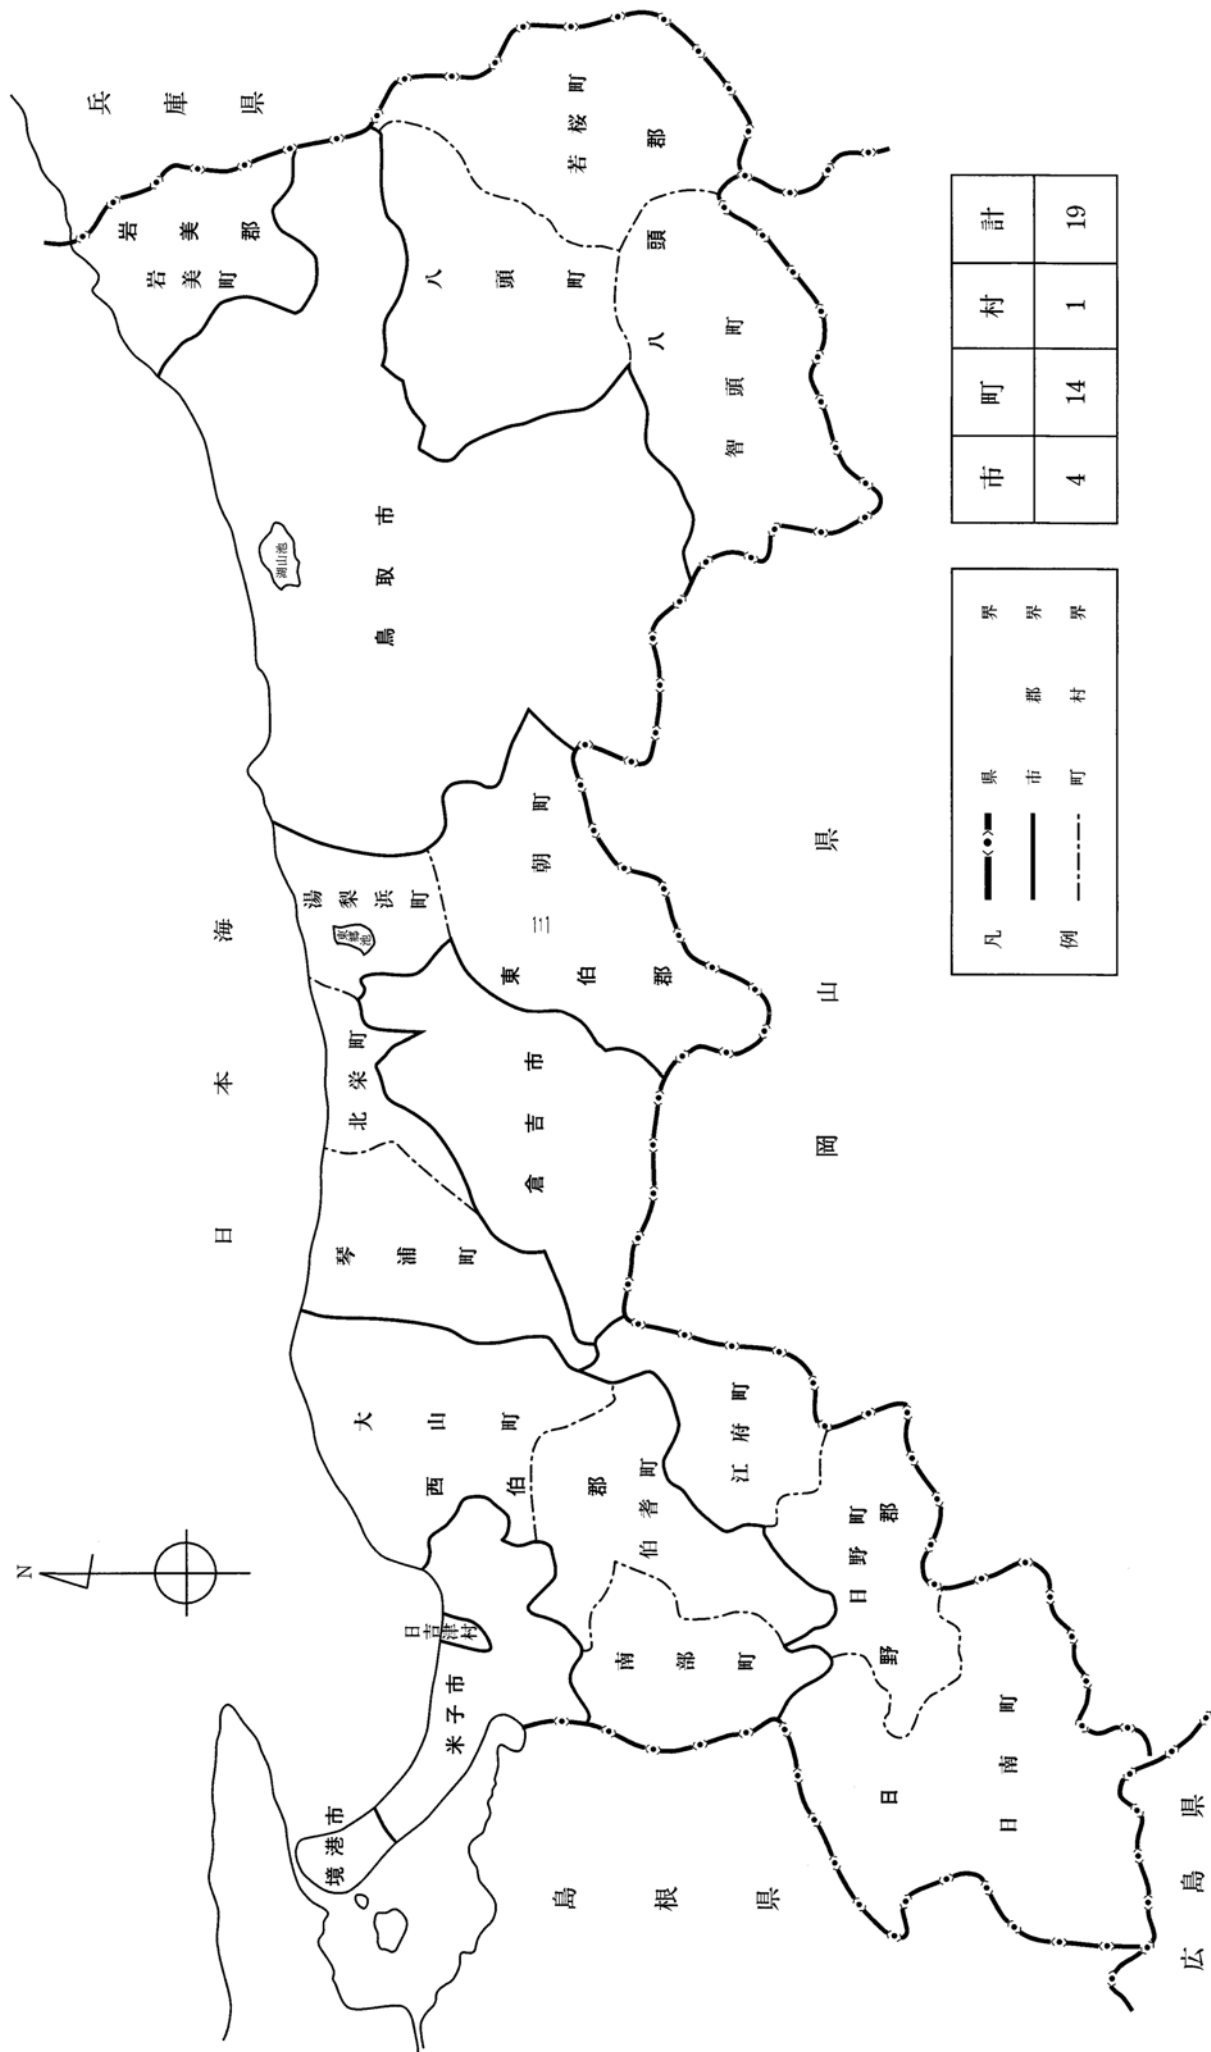 N
日本海
兵庫県
岡山県
島根県
広島県
岩美郡
岩美町
鳥取市
湖山池
八頭町
若桜町
八頭郡
智頭町
湯梨浜町
東郷池
三朝町
東伯郡
北栄町
倉吉市
琴浦町
大山町
西伯郡
伯耆町
南部町
日吉津村
米子市
境港市
江府町
日野町
日野郡
日南町
凡例
県界
市郡界
町村界
市 町 村 計
4 14 1 19